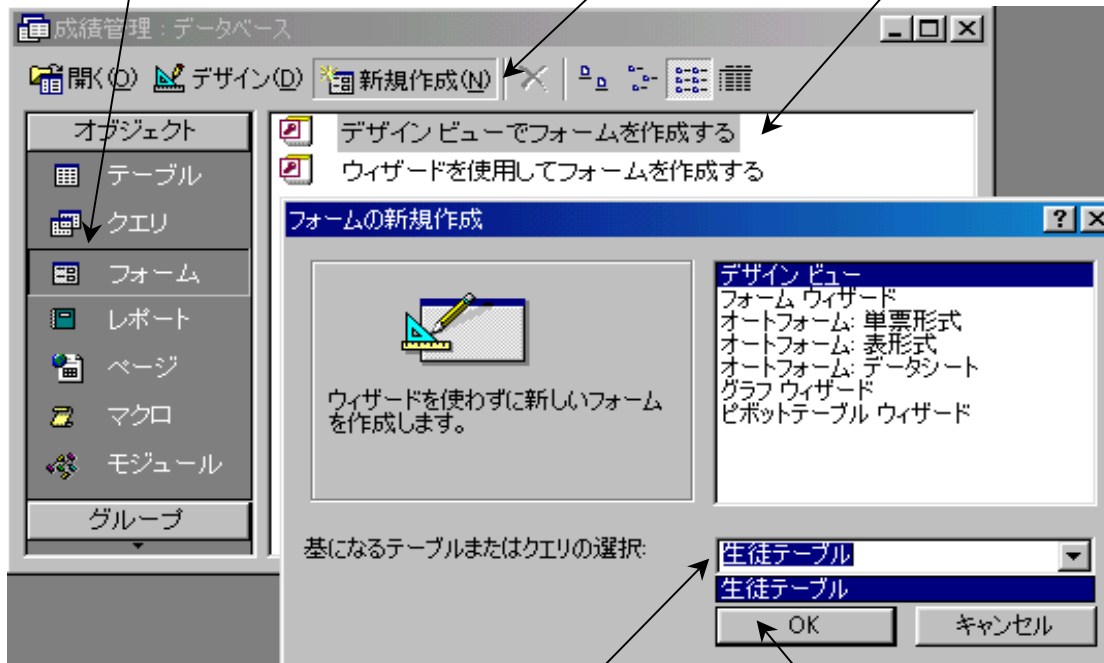 成績管理 : データベース
開く(O) デザイン(D) 新規作成(N)
オブジェクト
テーブル
クエリ
フォーム
レポート
ページ
マクロ
モジュール
グループ
デザイン ビューでフォームを作成する
ウィザードを使用してフォームを作成する
フォームの新規作成
ウィザードを使わずに新しいフォーム
を作成します。
デザイン ビュー
フォーム ウィザード
オートフォーム: 単票形式
オートフォーム: 表形式
オートフォーム: データシート
グラフ ウィザード
ピボットテーブル ウィザード
基になるテーブルまたはクエリの選択:
生徒テーブル
生徒テーブル
OK キャンセル